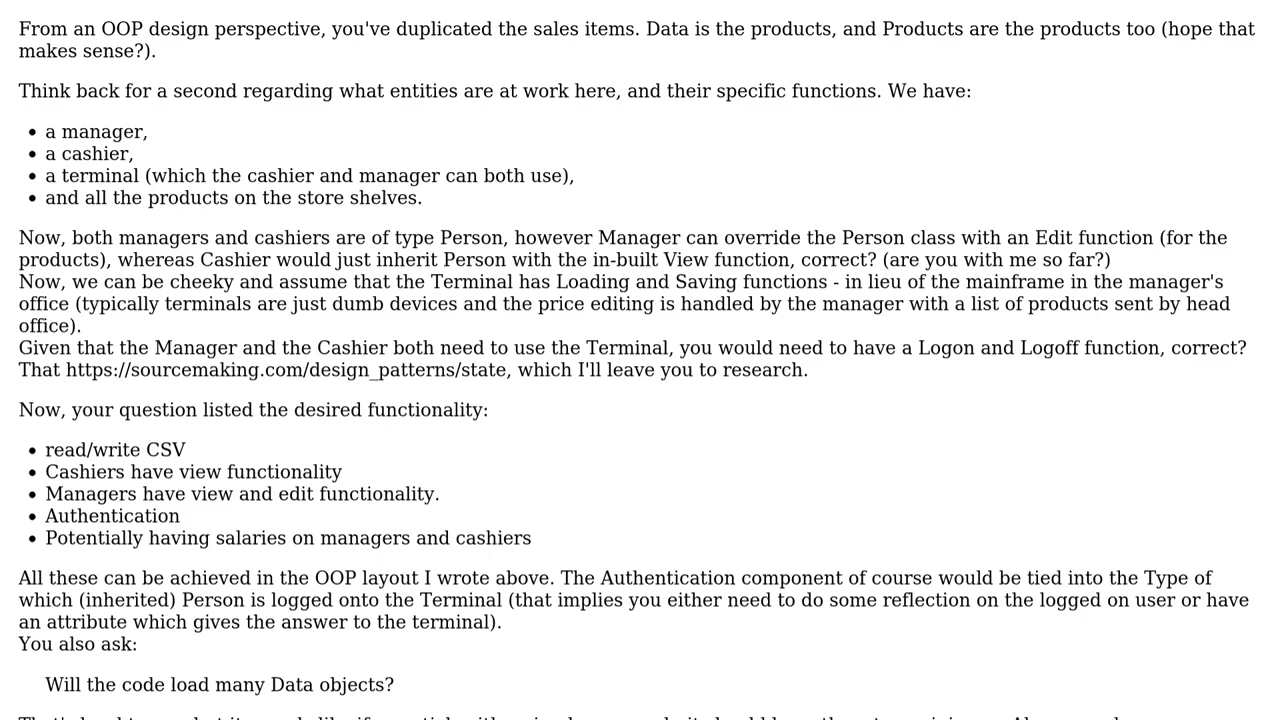 From an OOP design perspective, you've duplicated the sales items. Data is the products, and Products are the products too (hope that
makes sense?).
Think back for a second regarding what entities are at work here, and their specific functions. We have:
• a manager,
• a cashier,
• a terminal (which the cashier and manager can both use),
• and all the products on the store shelves.
Now, both managers and cashiers are of type Person, however Manager can override the Person class with an Edit function (for the
products), whereas Cashier would just inherit Person with the in-built View function, correct? (are you with me so far?)
Now, we can be cheeky and assume that the Terminal has Loading and Saving functions - in lieu of the mainframe in the manager's
office (typically terminals are just dumb devices and the price editing is handled by the manager with a list of products sent by head
office).
Given that the Manager and the Cashier both need to use the Terminal, you would need to have a Logon and Logoff function, correct?
That https://sourcemaking.com/design_patterns/state, which I'll leave you to research.
Now, your question listed the desired functionality:
• read/write CSV
• Cashiers have view functionality
• Managers have view and edit functionality.
• Authentication
• Potentially having salaries on managers and cashiers
All these can be achieved in the OOP layout I wrote above. The Authentication component of course would be tied into the Type of
which (inherited) Person is logged onto the Terminal (that implies you either need to do some reflection on the logged on user or have
an attribute which gives the answer to the terminal).
You also ask:
Will the code load many Data objects?